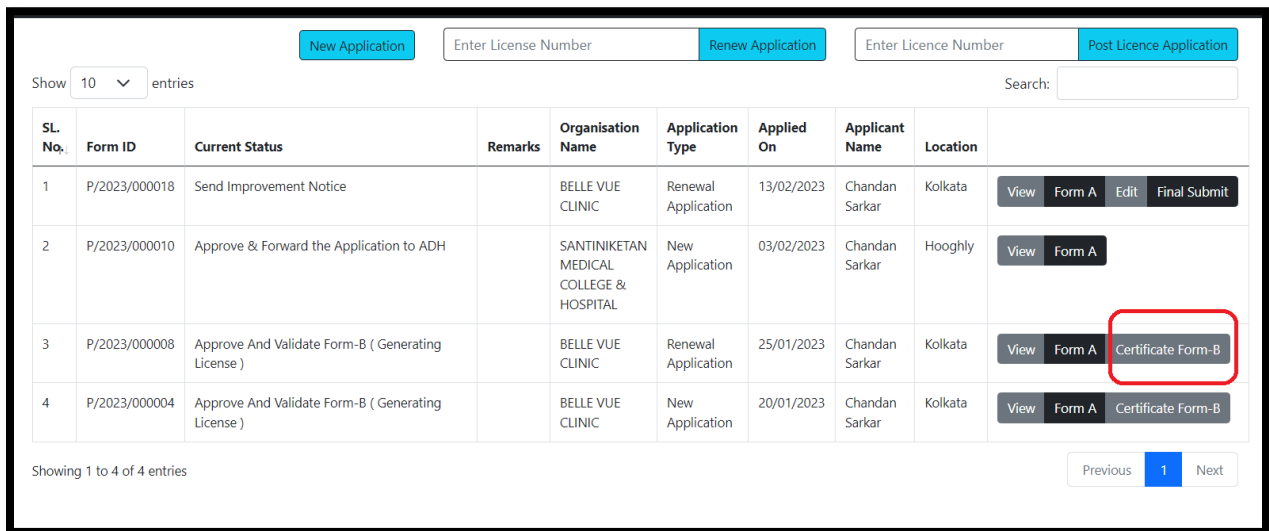 New Application Enter License Number Renew Application Enter Licence Number Post Licence Application
Show 10 entries Search:
SL. No. Form ID Current Status Remarks Organisation Name Application Type Applied On Applicant Name Location
1 P/2023/000018 Send Improvement Notice BELLE VUE CLINIC Renewal Application 13/02/2023 Chandan Sarkar Kolkata View Form A Edit Final Submit
2 P/2023/000010 Approve & Forward the Application to ADH SANTINIKETAN MEDICAL COLLEGE & HOSPITAL New Application 03/02/2023 Chandan Sarkar Hooghly View Form A
3 P/2023/000008 Approve And Validate Form-B ( Generating License ) BELLE VUE CLINIC Renewal Application 25/01/2023 Chandan Sarkar Kolkata View Form A Certificate Form-B
4 P/2023/000004 Approve And Validate Form-B ( Generating License ) BELLE VUE CLINIC New Application 20/01/2023 Chandan Sarkar Kolkata View Form A Certificate Form-B
Showing 1 to 4 of 4 entries Previous 1 Next